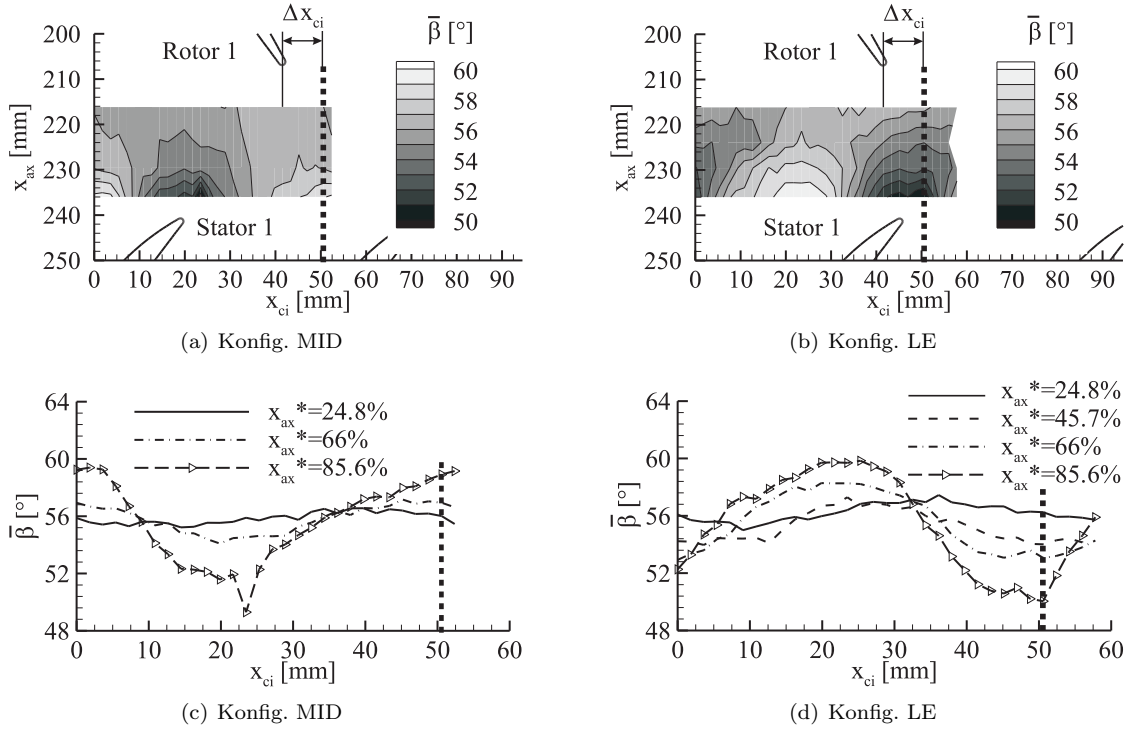 Δx_ci
Rotor 1
β̄ [°]
60
58
56
54
52
50
200
210
220
230
240
250
x_ax [mm]
Stator 1
0 10 20 30 40 50 60 70 80 90
x_ci [mm]
(a) Konfig. MID
Δx_ci
Rotor 1
β̄ [°]
60
58
56
54
52
50
200
210
220
230
240
250
x_ax [mm]
Stator 1
0 10 20 30 40 50 60 70 80 90
x_ci [mm]
(b) Konfig. LE
64
60
56
52
48
β̄ [°]
x_ax*=24.8%
x_ax*=66%
x_ax*=85.6%
0 10 20 30 40 50 60
x_ci [mm]
(c) Konfig. MID
64
60
56
52
48
β̄ [°]
x_ax*=24.8%
x_ax*=45.7%
x_ax*=66%
x_ax*=85.6%
0 10 20 30 40 50 60
x_ci [mm]
(d) Konfig. LE